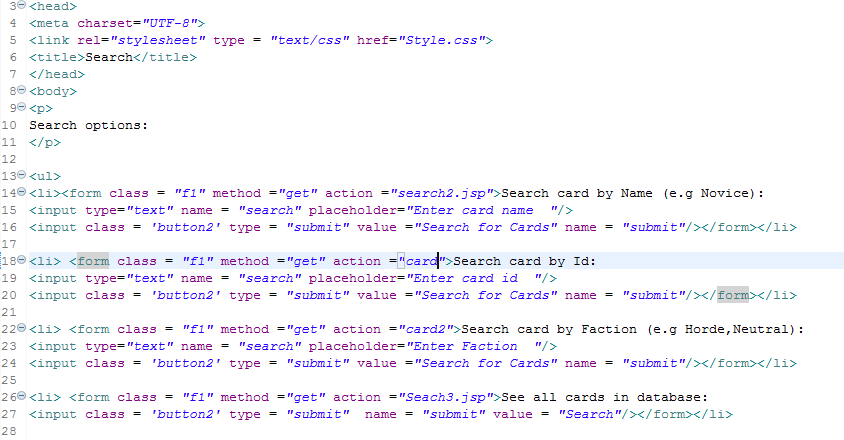 3 <head>
4 <meta charset="UTF-8">
5 <link rel="stylesheet" type = "text/css" href="Style.css">
6 <title>Search</title>
7 </head>
8 <body>
9 <p>
10 Search options:
11 </p>
12
13 <ul>
14 <li><form class = "f1" method ="get" action ="search2.jsp">Search card by Name (e.g Novice):
15 <input type="text" name = "search" placeholder="Enter card name  "/>
16 <input class = 'button2' type = "submit" value ="Search for Cards" name = "submit"/></form></li>
17
18 <li> <form class = "f1" method ="get" action ="card">Search card by Id:
19 <input type="text" name = "search" placeholder="Enter card id  "/>
20 <input class = 'button2' type = "submit" value ="Search for Cards" name = "submit"/></form></li>
21
22 <li> <form class = "f1" method ="get" action ="card2">Search card by Faction (e.g Horde,Neutral):
23 <input type="text" name = "search" placeholder="Enter Faction  "/>
24 <input class = 'button2' type = "submit" value ="Search for Cards" name = "submit"/></form></li>
25
26 <li> <form class = "f1" method ="get" action ="Seach3.jsp">See all cards in database:
27 <input class = 'button2' type = "submit"  name = "submit" value = "Search"/></form></li>
28